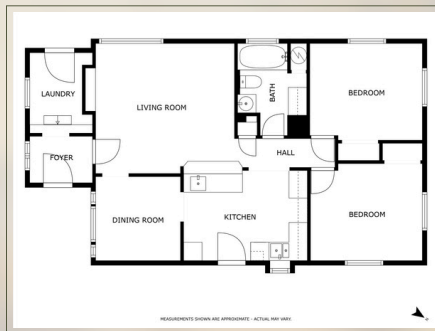 LAUNDRY
LIVING ROOM
BATH
BEDROOM
FOYER
HALL
DINING ROOM
KITCHEN
BEDROOM
MEASUREMENTS SHOWN ARE APPROXIMATE - ACTUAL MAY VARY.